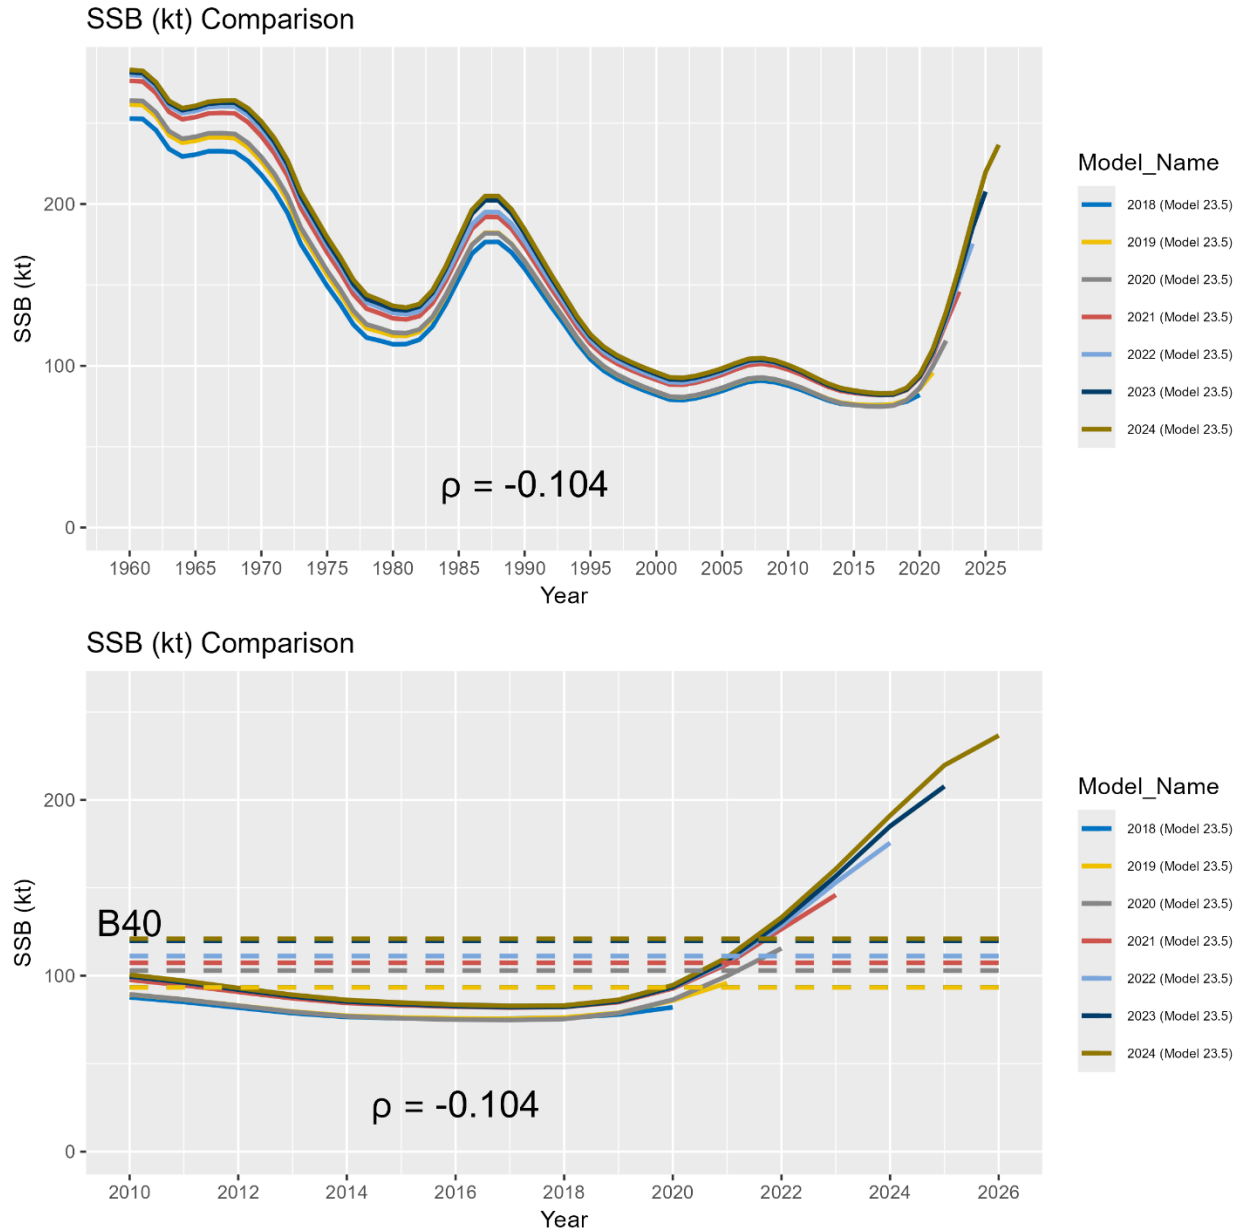 SSB (kt) Comparison
SSB (kt)
200
100
0
ρ = -0.104
1960 1965 1970 1975 1980 1985 1990 1995 2000 2005 2010 2015 2020 2025
Year
Model_Name
2018 (Model 23.5)
2019 (Model 23.5)
2020 (Model 23.5)
2021 (Model 23.5)
2022 (Model 23.5)
2023 (Model 23.5)
2024 (Model 23.5)
SSB (kt) Comparison
SSB (kt)
200
100
0
B40
ρ = -0.104
2010 2012 2014 2016 2018 2020 2022 2024 2026
Year
Model_Name
2018 (Model 23.5)
2019 (Model 23.5)
2020 (Model 23.5)
2021 (Model 23.5)
2022 (Model 23.5)
2023 (Model 23.5)
2024 (Model 23.5)